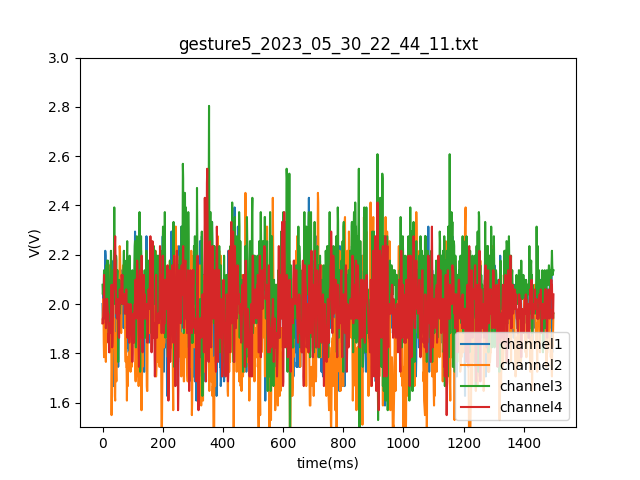 gesture5_2023_05_30_22_44_11.txt
3.0
2.8
2.6
2.4
2.2
2.0
1.8
1.6
V(V)
channel1
channel2
channel3
channel4
0 200 400 600 800 1000 1200 1400
time(ms)